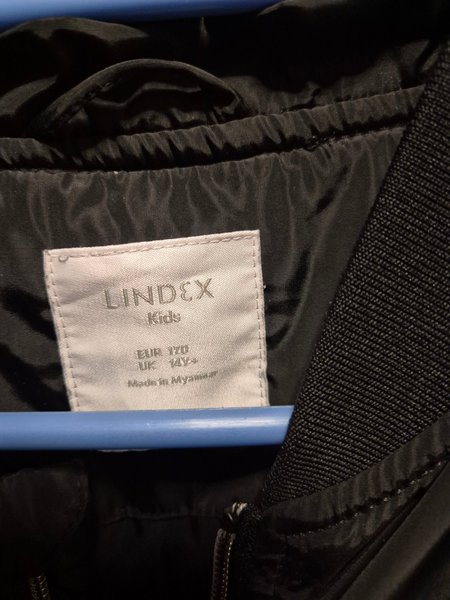 LINDEX
Kids
EUR 170
UK 14Y+
Made in Myanmar